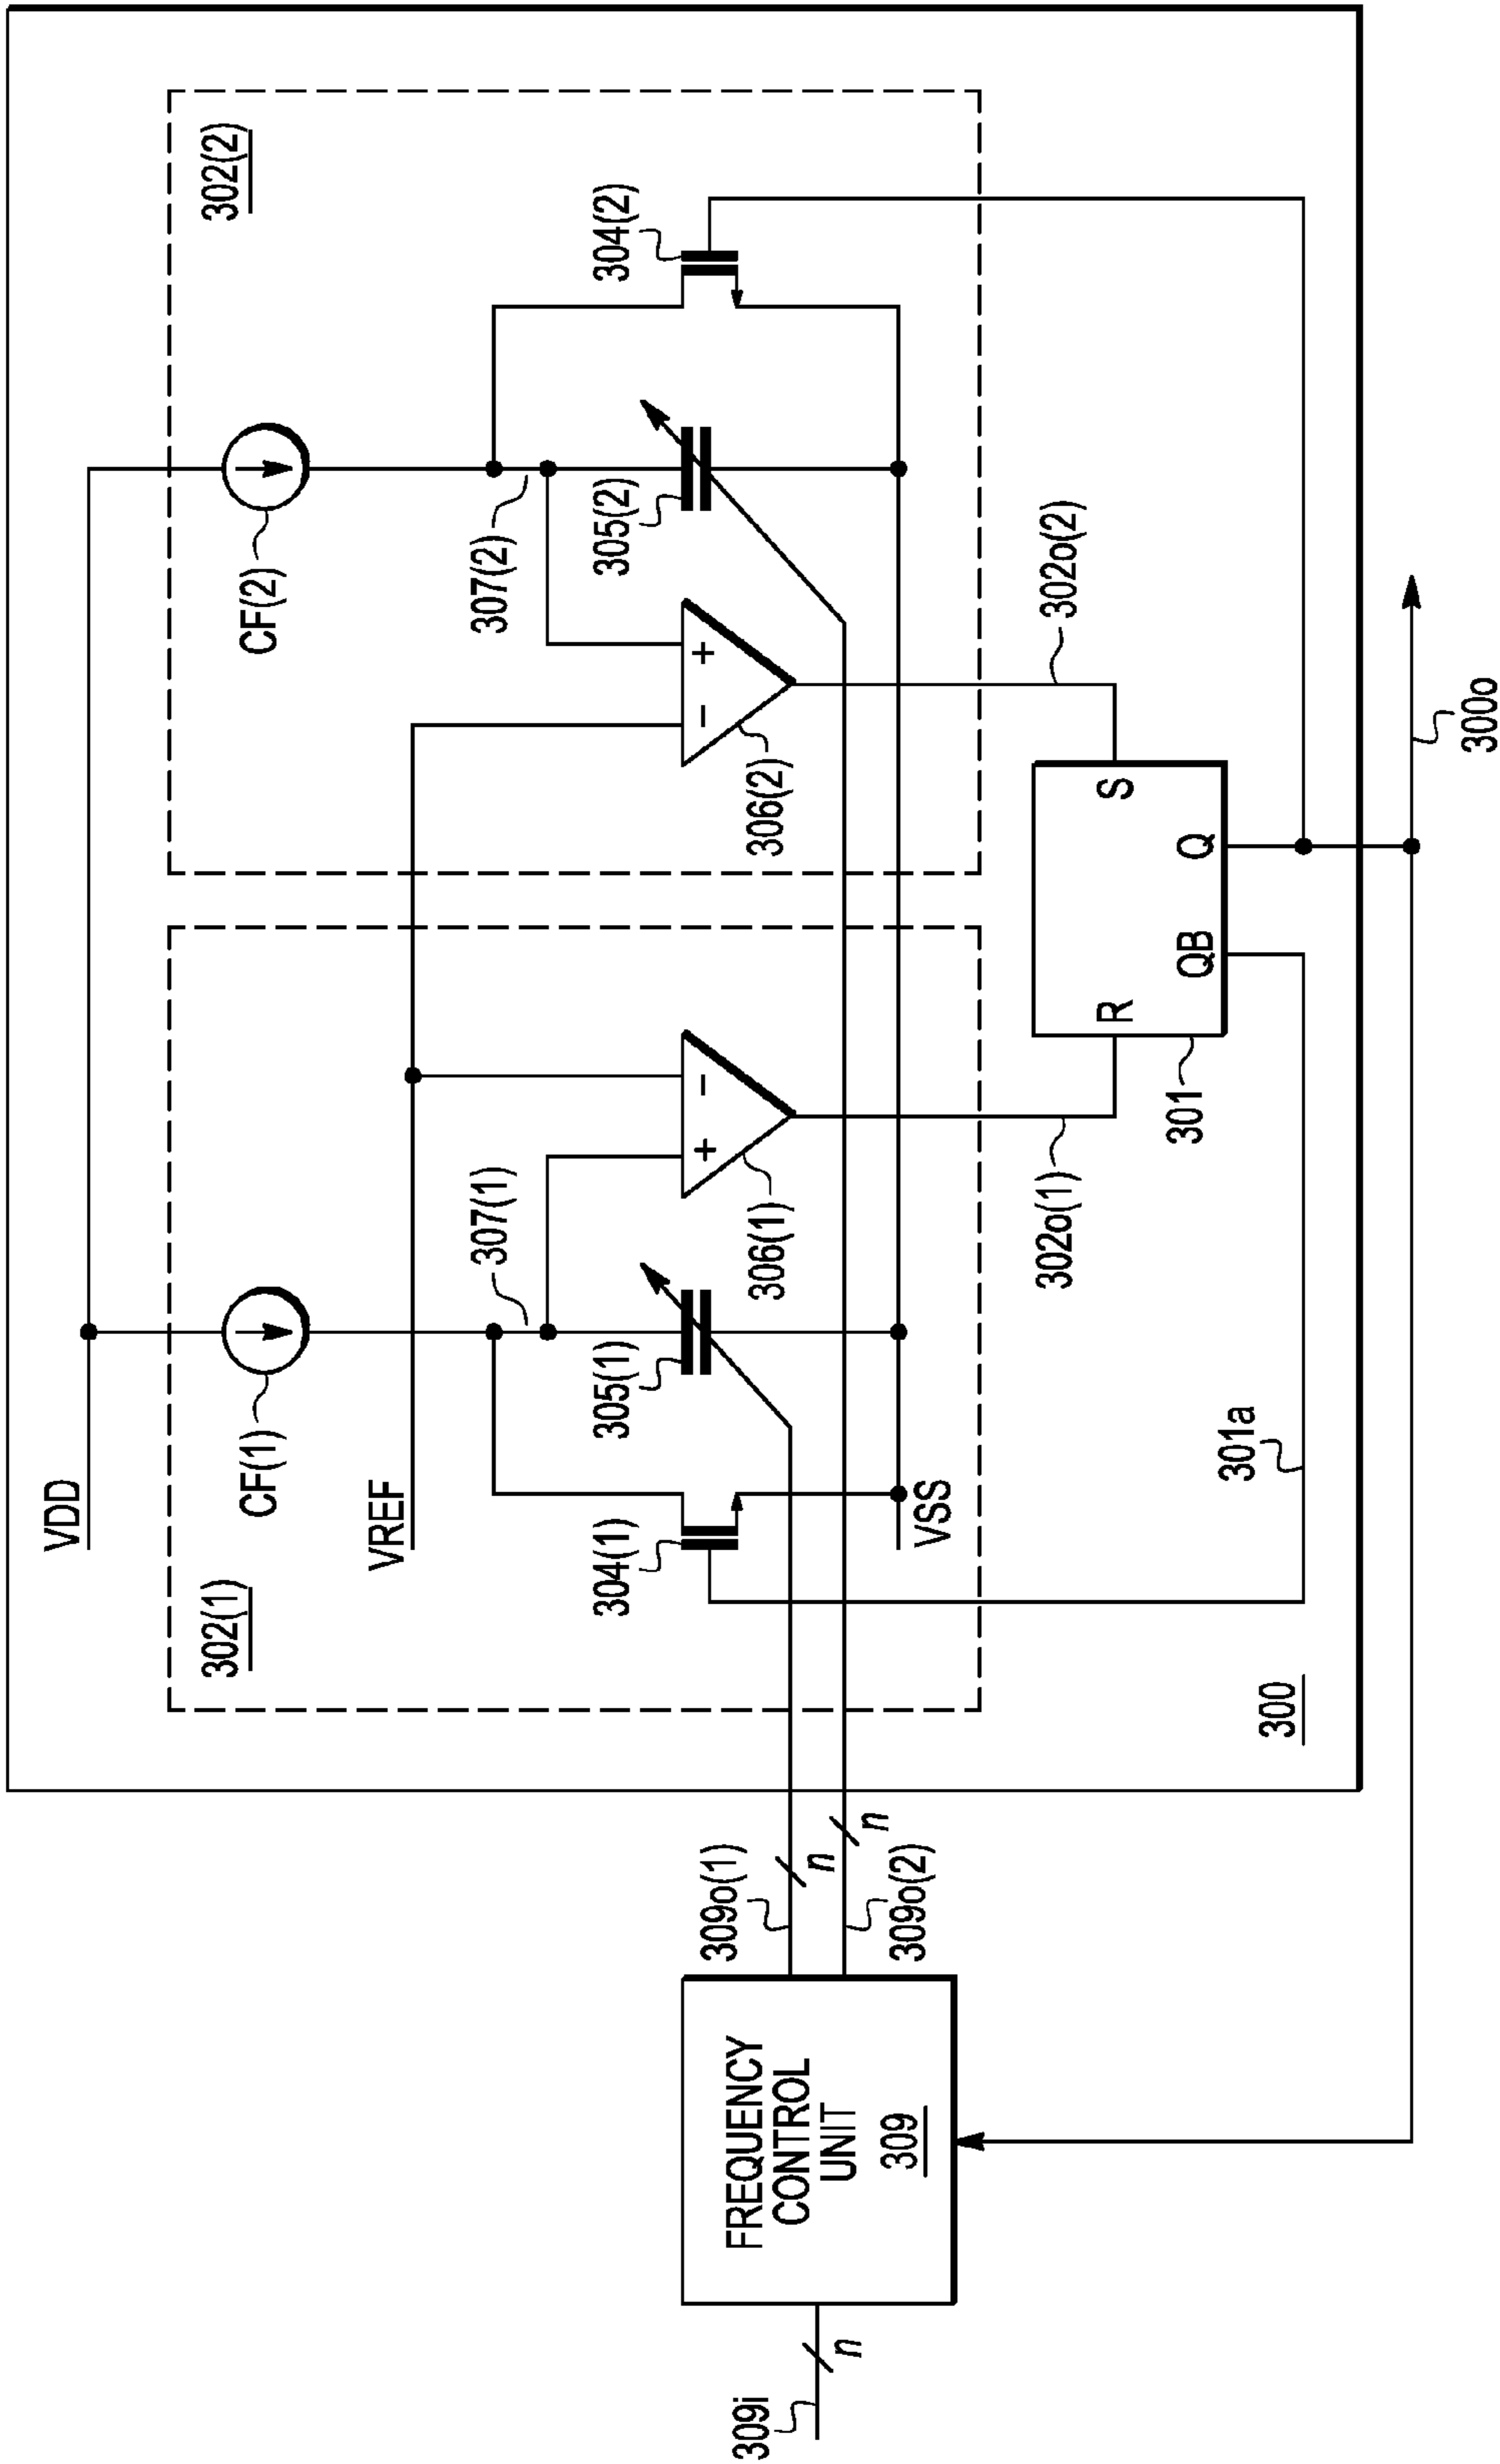 VDD
302(1)
302(2)
CF(1)
CF(2)
VREF
307(1)
307(2)
304(1)
305(1)
305(2)
304(2)
+
−
−
+
306(1)
306(2)
VSS
309i
n
FREQUENCY
CONTROL
UNIT
309
309o(1)
n
n
309o(2)
302o(1)
302o(2)
R
S
QB
Q
301
301a
300
300o